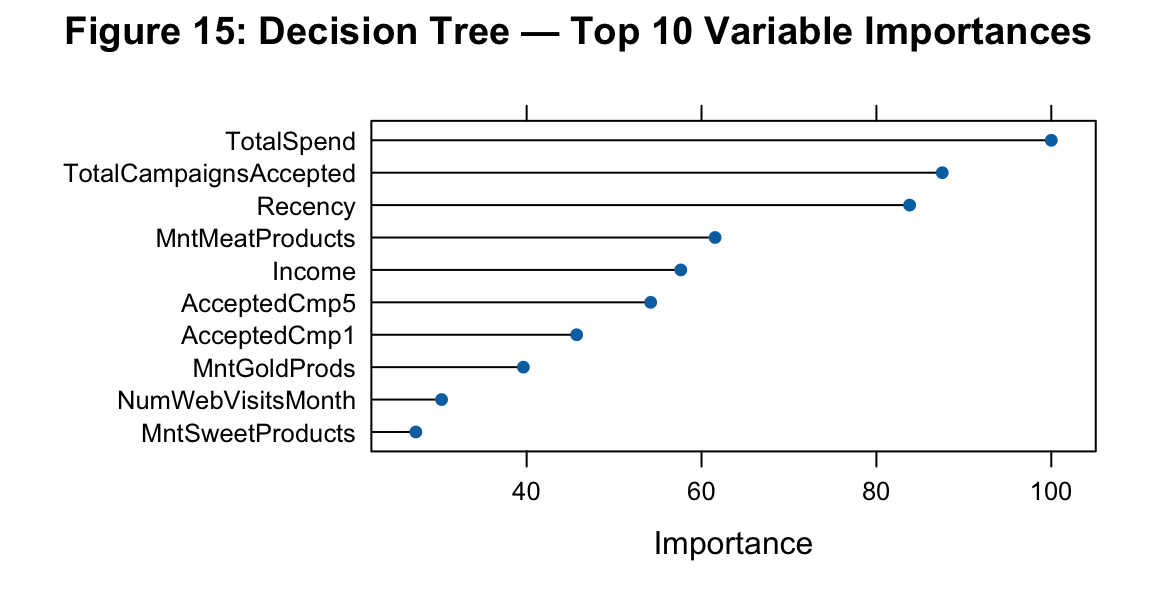 Figure 15: Decision Tree — Top 10 Variable Importances
TotalSpend
TotalCampaignsAccepted
Recency
MntMeatProducts
Income
AcceptedCmp5
AcceptedCmp1
MntGoldProds
NumWebVisitsMonth
MntSweetProducts
40 60 80 100
Importance